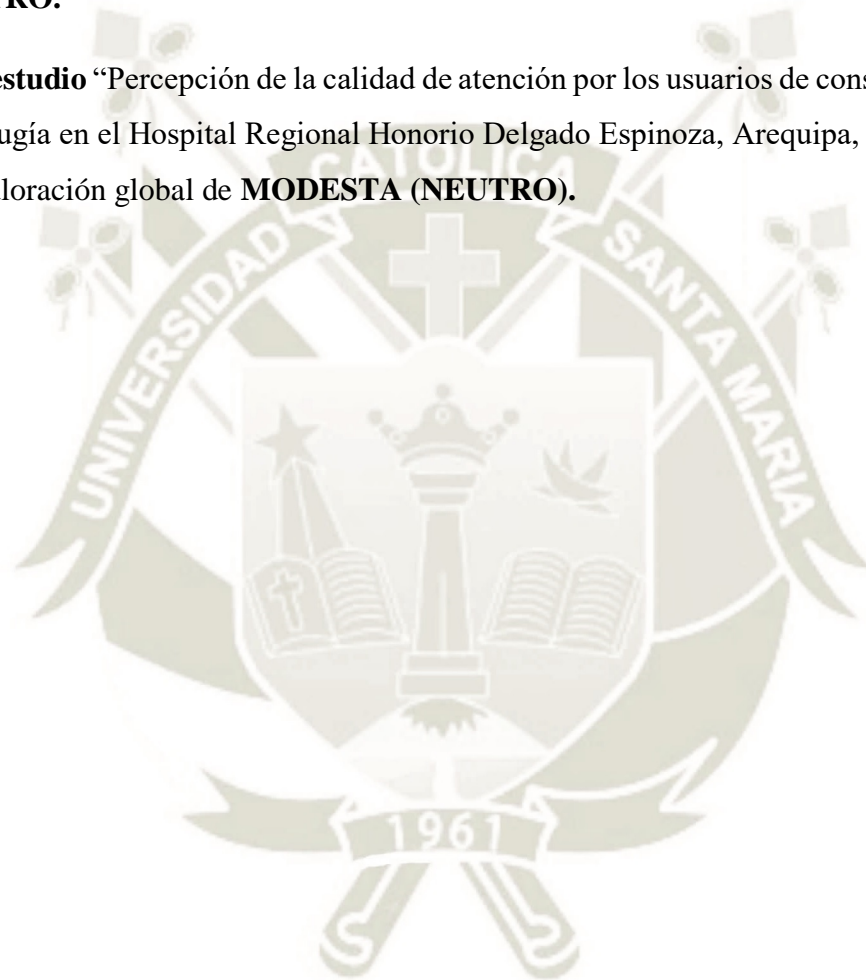 TRO.
estudio “Percepción de la calidad de atención por los usuarios de cons
ugía en el Hospital Regional Honorio Delgado Espinoza, Arequipa,
loración global de MODESTA (NEUTRO).
UNIVERSIDAD CATOLICA SANTA MARIA
1961